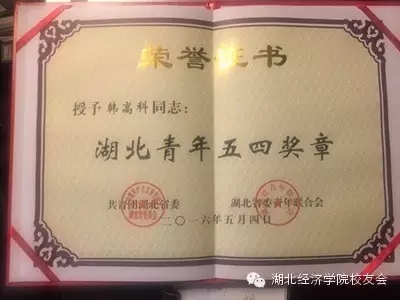 荣誉证书
授予韩高科同志：
湖北青年五四奖章
共青团湖北省委
湖北省委青年联合会
二〇一六年五月四日
湖北经济学院校友会